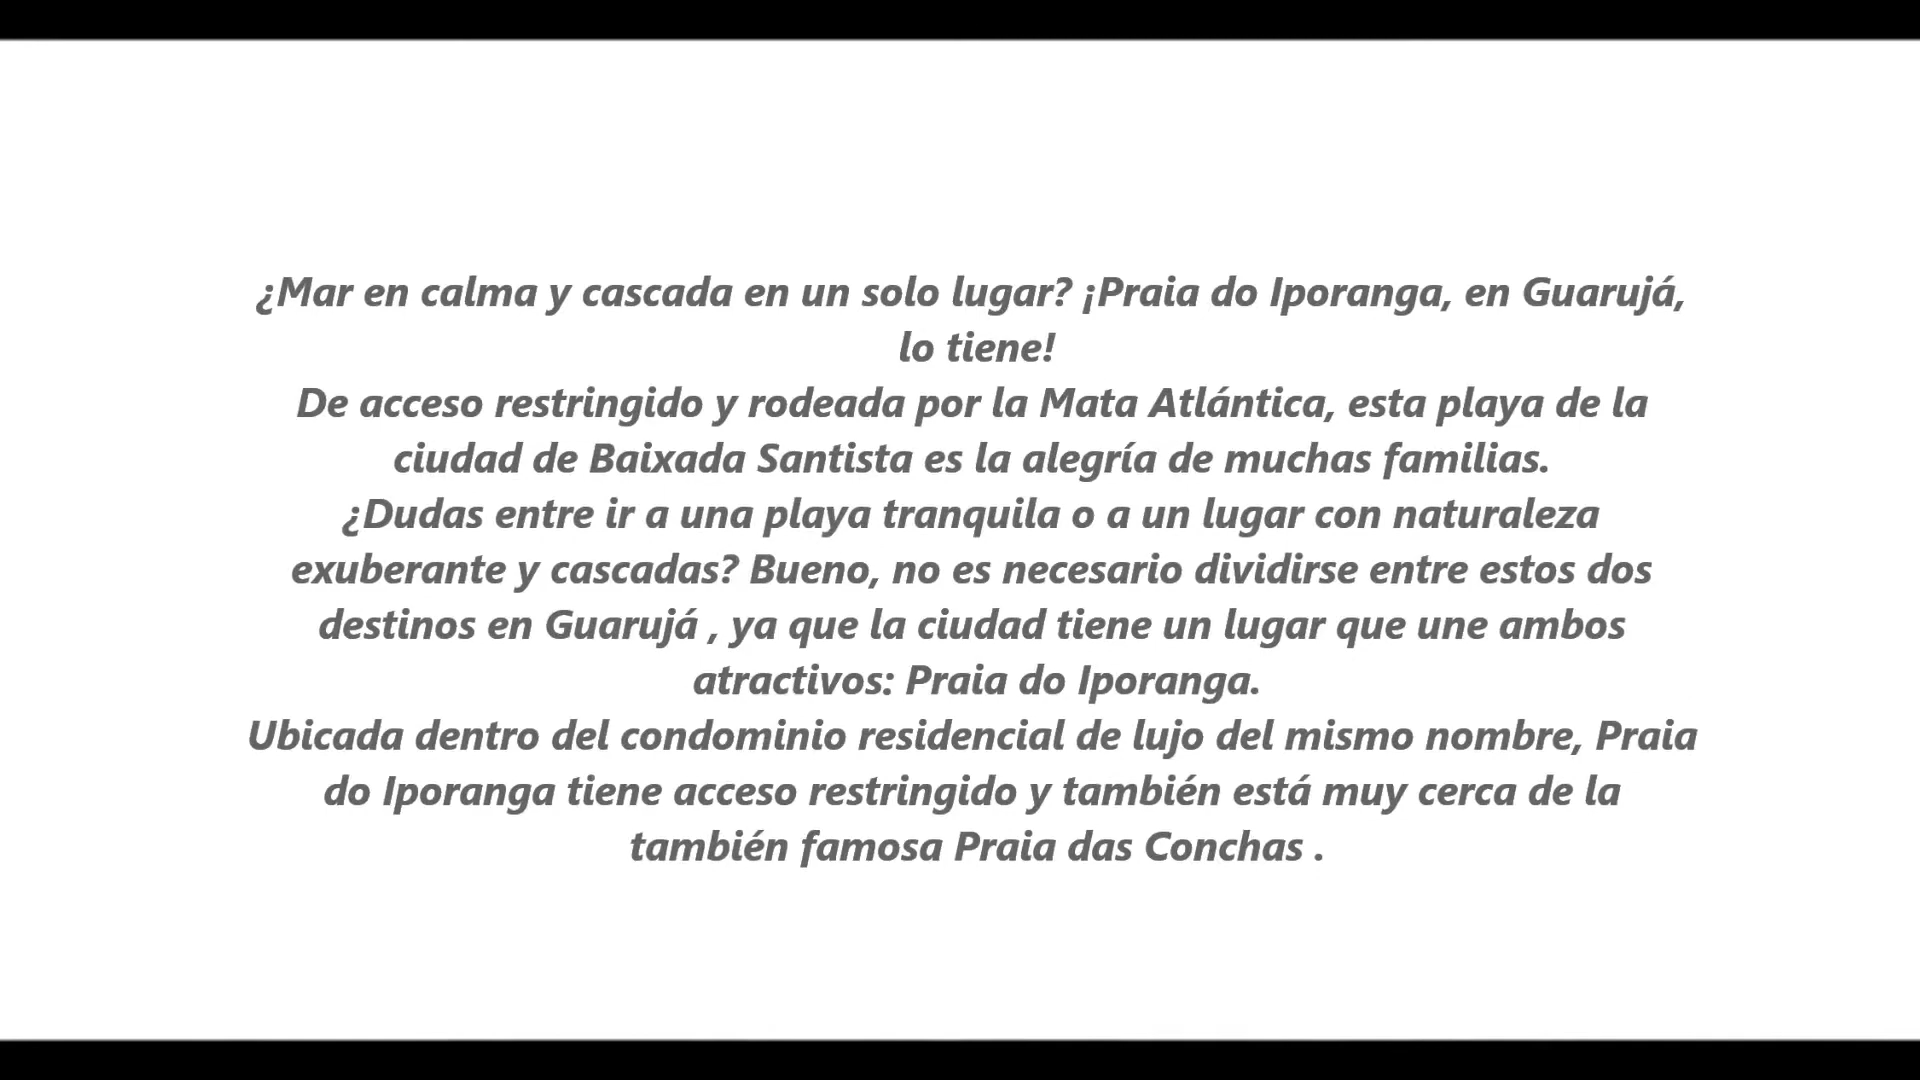 ¿Mar en calma y cascada en un solo lugar? ¡Praia do Iporanga, en Guarujá,
lo tiene!
De acceso restringido y rodeada por la Mata Atlántica, esta playa de la
ciudad de Baixada Santista es la alegría de muchas familias.
¿Dudas entre ir a una playa tranquila o a un lugar con naturaleza
exuberante y cascadas? Bueno, no es necesario dividirse entre estos dos
destinos en Guarujá , ya que la ciudad tiene un lugar que une ambos
atractivos: Praia do Iporanga.
Ubicada dentro del condominio residencial de lujo del mismo nombre, Praia
do Iporanga tiene acceso restringido y también está muy cerca de la
también famosa Praia das Conchas .